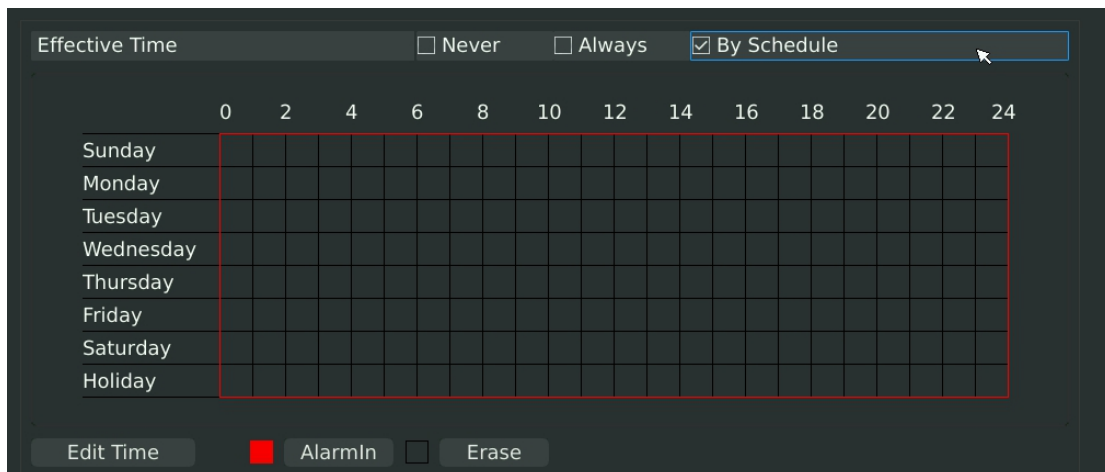 Effective Time Never Always By Schedule
0 2 4 6 8 10 12 14 16 18 20 22 24
Sunday
Monday
Tuesday
Wednesday
Thursday
Friday
Saturday
Holiday
Edit Time AlarmIn Erase